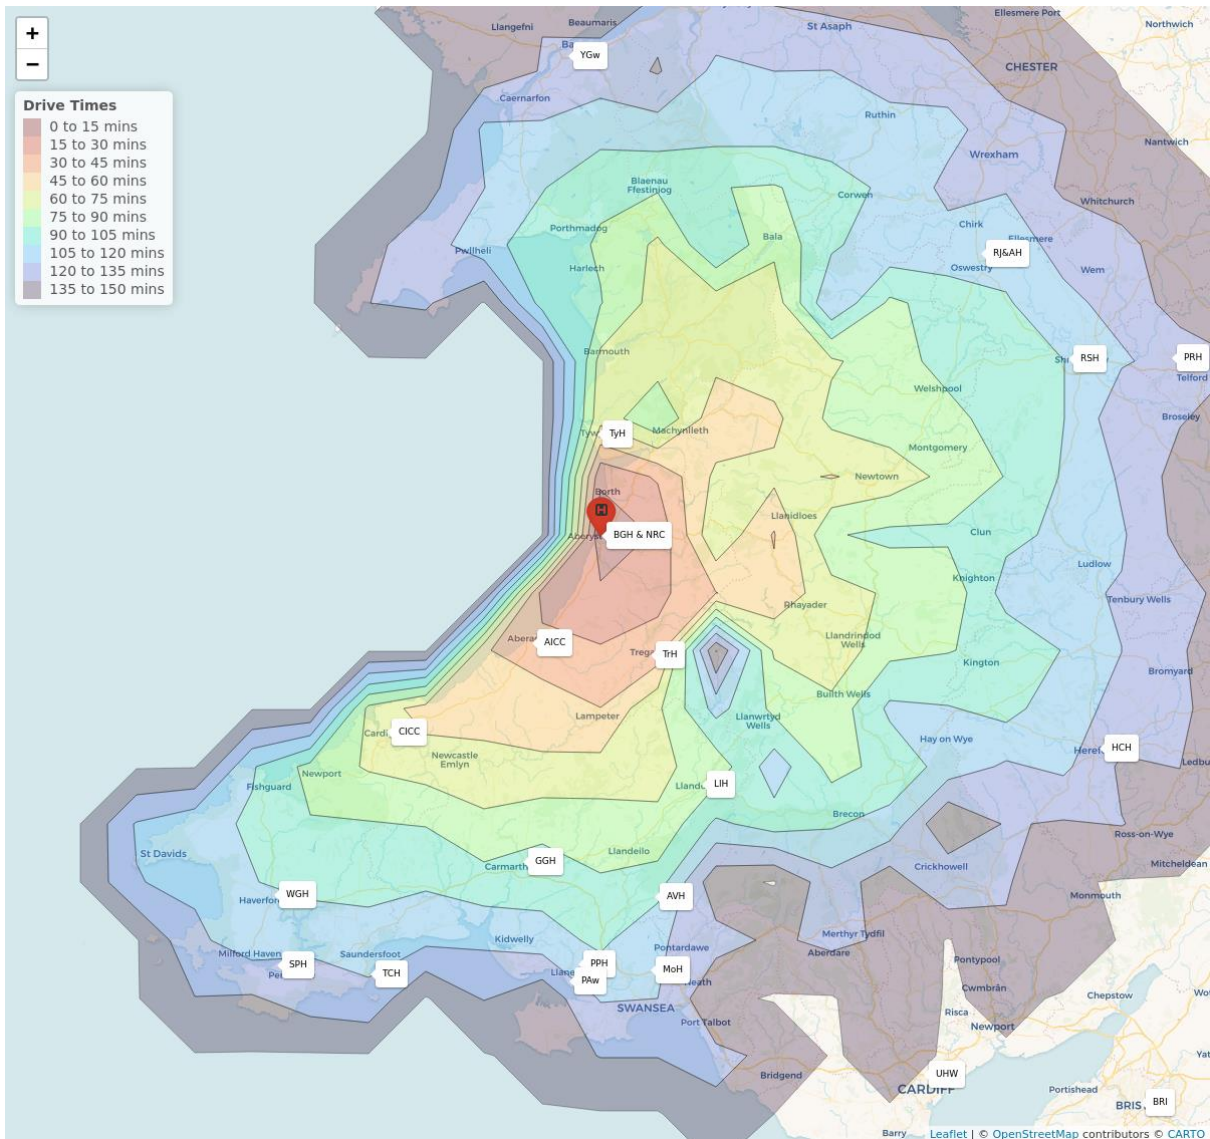 +
−
Drive Times
0 to 15 mins
15 to 30 mins
30 to 45 mins
45 to 60 mins
60 to 75 mins
75 to 90 mins
90 to 105 mins
105 to 120 mins
120 to 135 mins
135 to 150 mins
Llangefni
Beaumaris
St Asaph
Ellesmere Port
Northwich
YGw
CHESTER
Caernarfon
Ruthin
Nantwich
Wrexham
Blaenau
Ffestiniog
Corwen
Whitchurch
Porthmadog
Chirk
Bala
Ellesmere
Pwllheli
RJ&AH
Harlech
Oswestry
Wem
Barmouth
RSH
PRH
Telford
Welshpool
Broseley
TyH
Machynlleth
Montgomery
Newtown
Borth
H
Llanidloes
BGH & NRC
Clun
Ludlow
Knighton
Tenbury Wells
Rhayader
AICC
Llandrindod
Wells
TrH
Kington
Bromyard
Builth Wells
Lampeter
Llanwrtyd
Wells
CICC
Hay on Wye
HCH
Newcastle
Emlyn
Newport
LIH
Fishguard
Brecon
Ross-on-Wye
St Davids
Llandeilo
GGH
Crickhowell
Mitcheldean
WGH
AVH
Monmouth
Merthyr Tydfil
Kidwelly
Pontardawe
Milford Haven
Saundersfoot
Aberdare
Pontypool
SPH
TCH
PPH
MoH
PAw
Cwmbrân
Chepstow
SWANSEA
Risca
Port Talbot
Newport
Bridgend
UHW
CARDIFF
Portishead
BRI
Barry
Leaflet | © OpenStreetMap contributors © CARTO